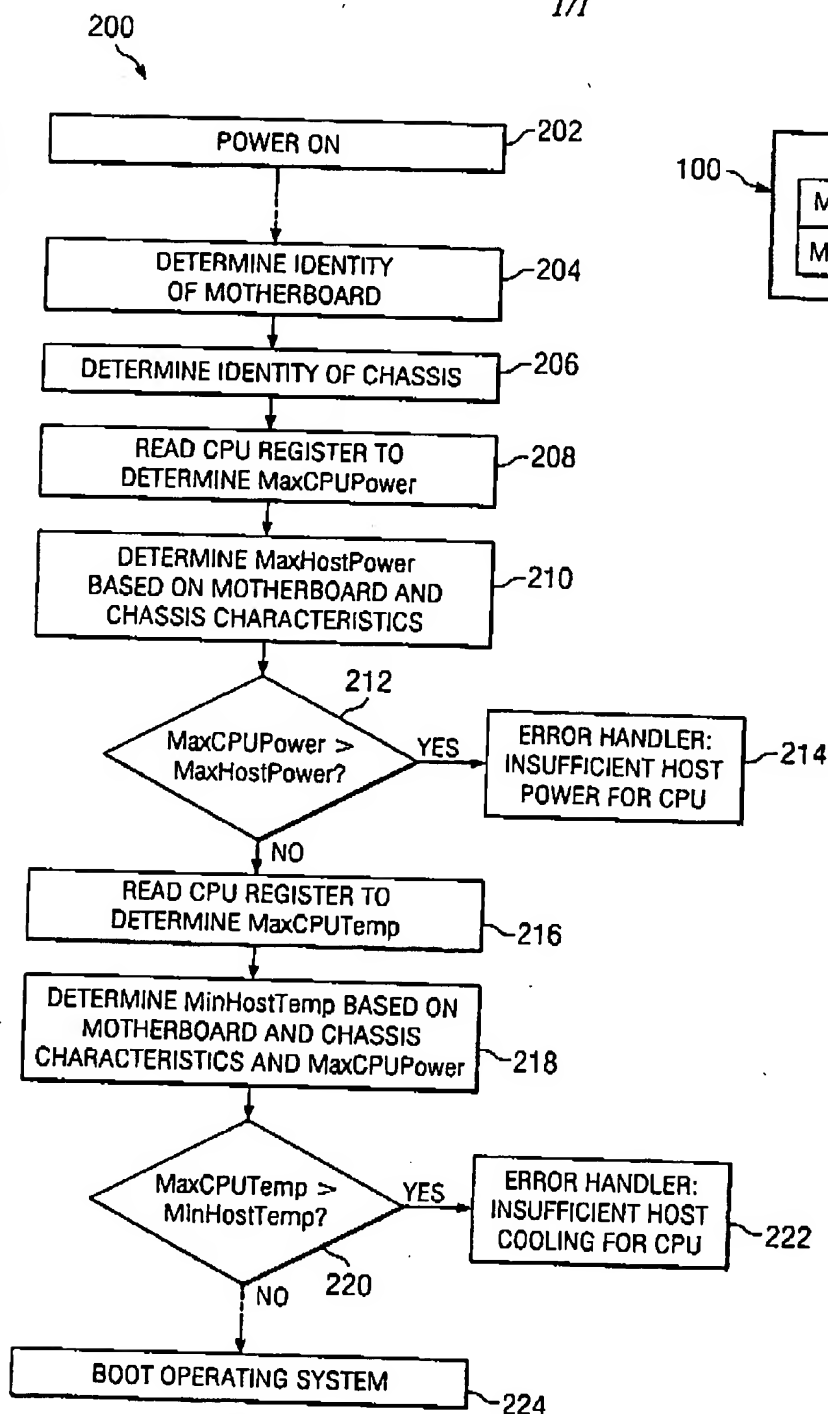 1/1
200
POWER ON
202
100
M
M
DETERMINE IDENTITY
OF MOTHERBOARD
204
DETERMINE IDENTITY OF CHASSIS
206
READ CPU REGISTER TO
DETERMINE MaxCPUPower
208
DETERMINE MaxHostPower
BASED ON MOTHERBOARD AND
CHASSIS CHARACTERISTICS
210
212
MaxCPUPower >
MaxHostPower?
YES
ERROR HANDLER:
INSUFFICIENT HOST
POWER FOR CPU
214
NO
READ CPU REGISTER TO
DETERMINE MaxCPUTemp
216
DETERMINE MinHostTemp BASED ON
MOTHERBOARD AND CHASSIS
CHARACTERISTICS AND MaxCPUPower
218
MaxCPUTemp >
MinHostTemp?
YES
ERROR HANDLER:
INSUFFICIENT HOST
COOLING FOR CPU
222
220
NO
BOOT OPERATING SYSTEM
224